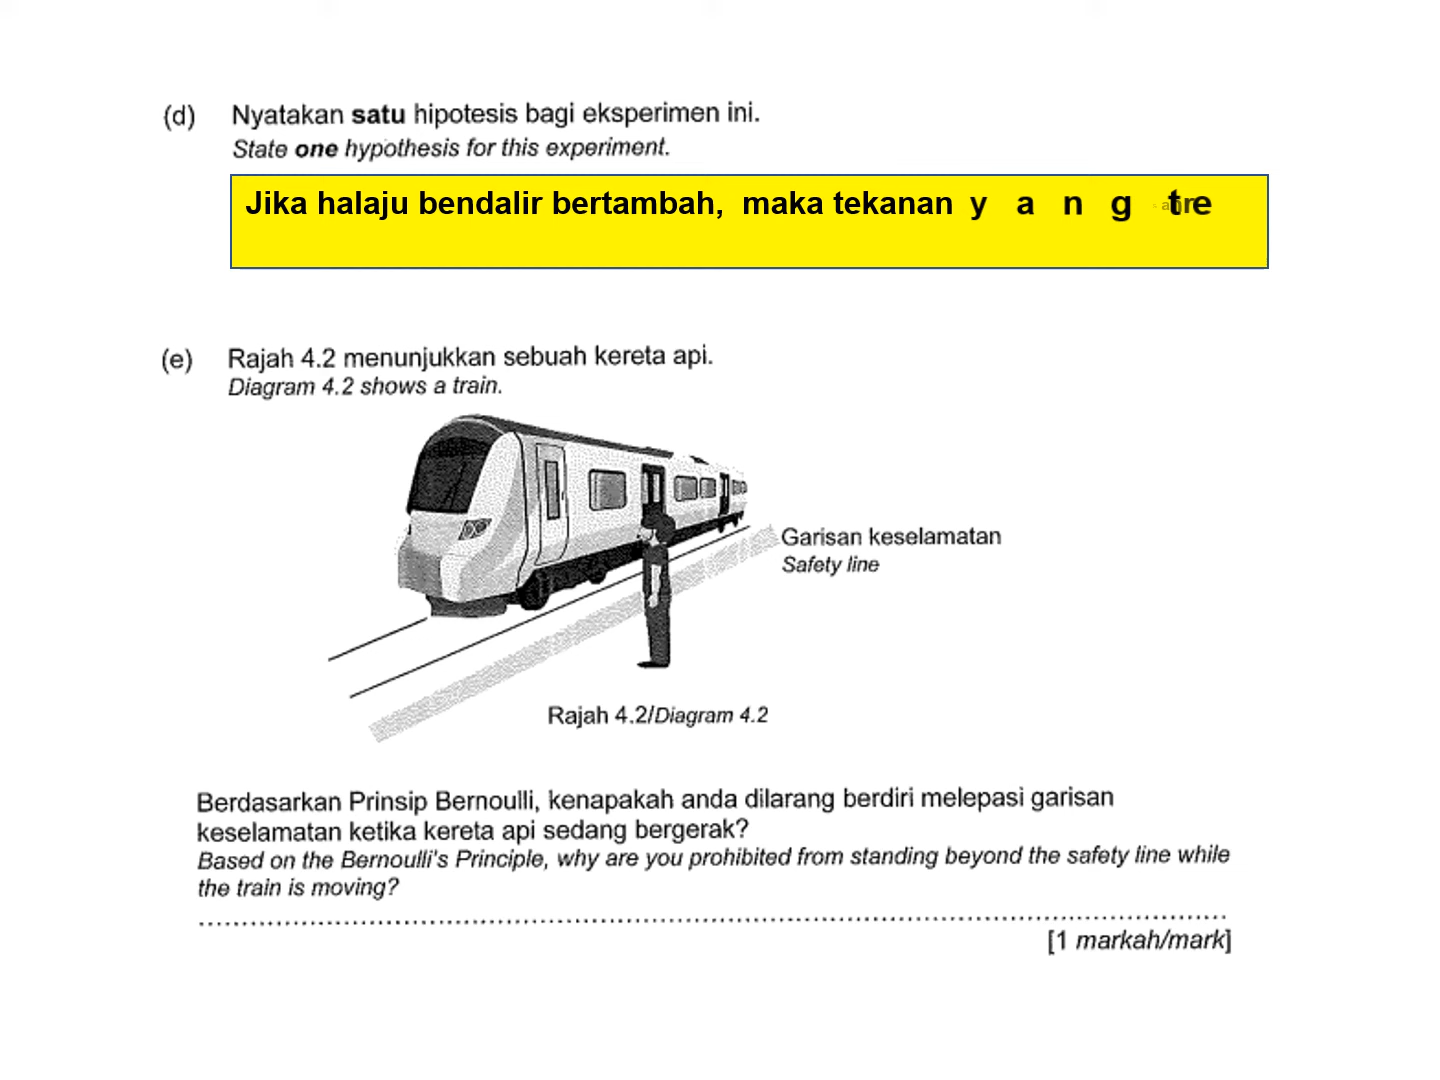 (d) Nyatakan satu hipotesis bagi eksperimen ini.
State one hypothesis for this experiment.
Jika halaju bendalir bertambah, maka tekanan y a n g
(e) Rajah 4.2 menunjukkan sebuah kereta api.
Diagram 4.2 shows a train.
Garisan keselamatan
Safety line
Rajah 4.2/Diagram 4.2
Berdasarkan Prinsip Bernoulli, kenapakah anda dilarang berdiri melepasi garisan
keselamatan ketika kereta api sedang bergerak?
Based on the Bernoulli's Principle, why are you prohibited from standing beyond the safety line while
the train is moving?
[1 markah/mark]